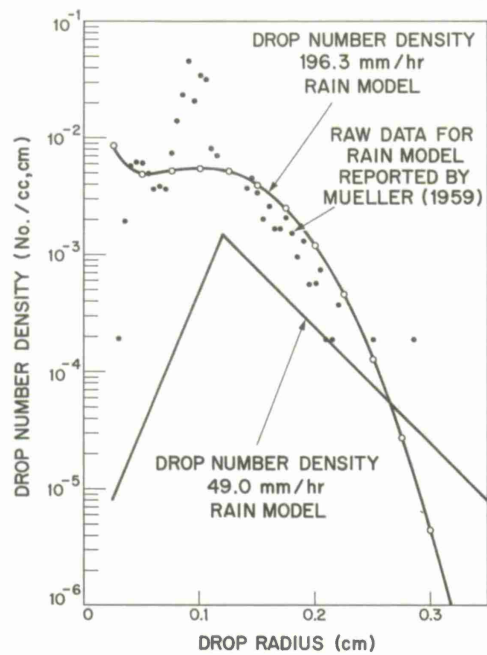 DROP NUMBER DENSITY (No./cc,cm)
10⁻¹
10⁻²
10⁻³
10⁻⁴
10⁻⁵
10⁻⁶
DROP NUMBER DENSITY
196.3 mm/hr
RAIN MODEL
RAW DATA FOR
RAIN MODEL
REPORTED BY
MUELLER (1959)
DROP NUMBER DENSITY
49.0 mm/hr
RAIN MODEL
0
0.1
0.2
0.3
DROP RADIUS (cm)